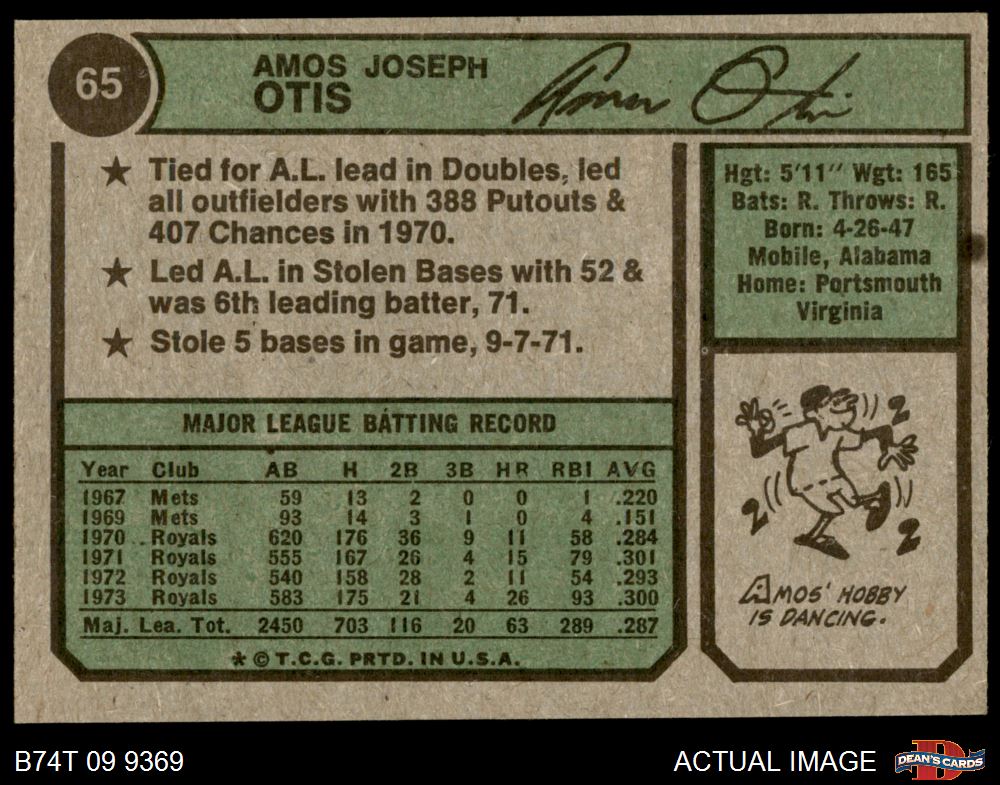 65
AMOS JOSEPH
OTIS
Amos Otis
★ Tied for A.L. lead in Doubles, led
all outfielders with 388 Putouts &
407 Chances in 1970.
★ Led A.L. in Stolen Bases with 52 &
was 6th leading batter, 71.
★ Stole 5 bases in game, 9-7-71.
Hgt: 5'11" Wgt: 165
Bats: R. Throws: R.
Born: 4-26-47
Mobile, Alabama
Home: Portsmouth
Virginia
MAJOR LEAGUE BATTING RECORD
Year Club AB H 2B 3B HR RBI AVG
1967 Mets 59 13 2 0 0 1 .220
1969 Mets 93 14 3 1 0 4 .151
1970 Royals 620 176 36 9 11 58 .284
1971 Royals 555 167 26 4 15 79 .301
1972 Royals 540 158 28 2 11 54 .293
1973 Royals 583 175 21 4 26 93 .300
Maj. Lea. Tot. 2450 703 116 20 63 289 .287
* © T.C.G. PRTD. IN U.S.A.
AMOS' HOBBY
IS DANCING.
B74T 09 9369
ACTUAL IMAGE
D
DEAN'S CARDS